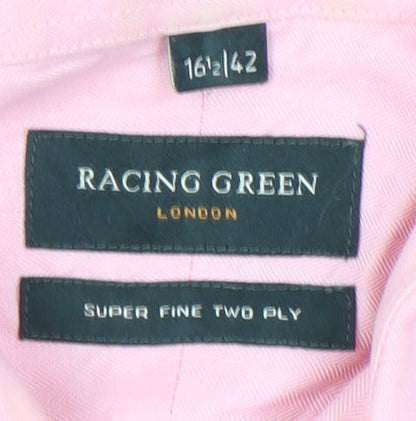 16½|42
RACING GREEN
LONDON
SUPER FINE TWO PLY